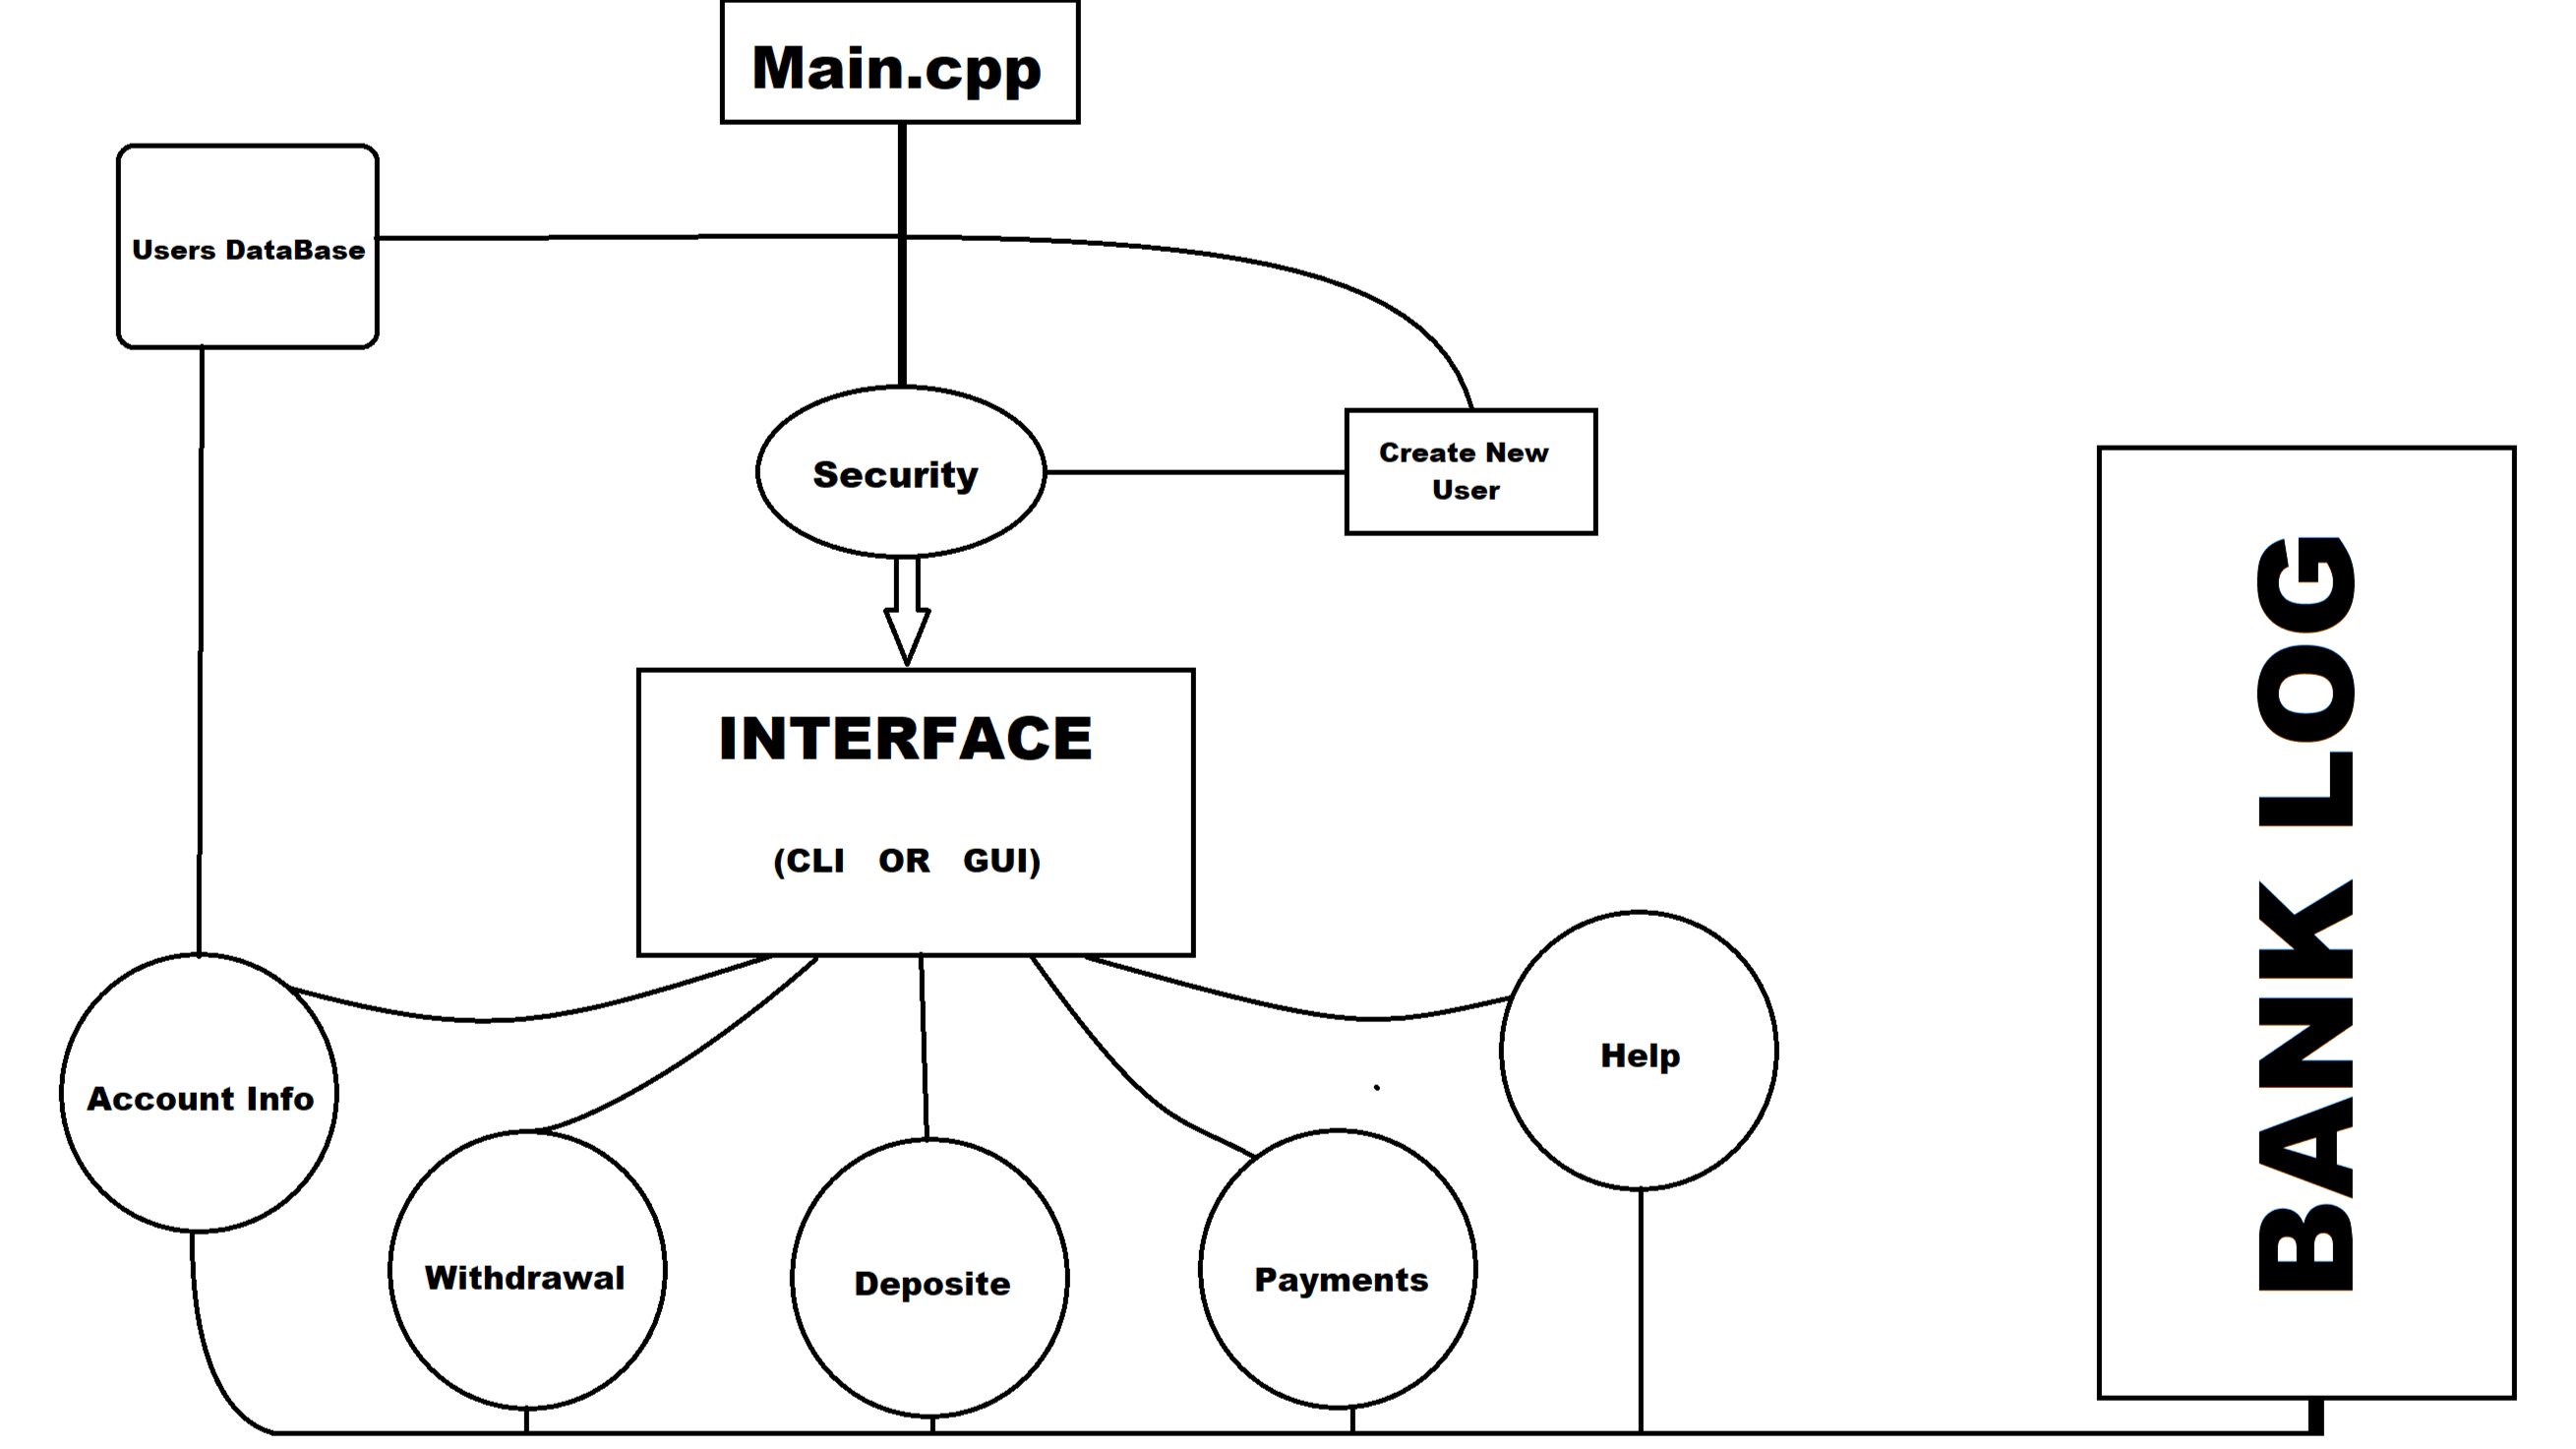 Main.cpp
Users DataBase
Security
Create New
User
INTERFACE
(CLI OR GUI)
Account Info
Withdrawal
Deposite
Payments
Help
BANK LOG